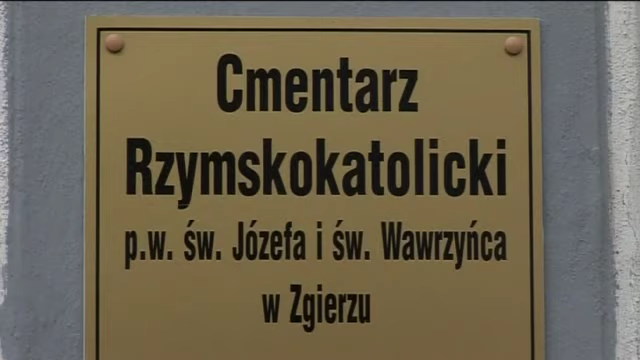 Cmentarz
Rzymskokatolicki
p.w. św. Józefa i św. Wawrzyńca
w Zgierzu